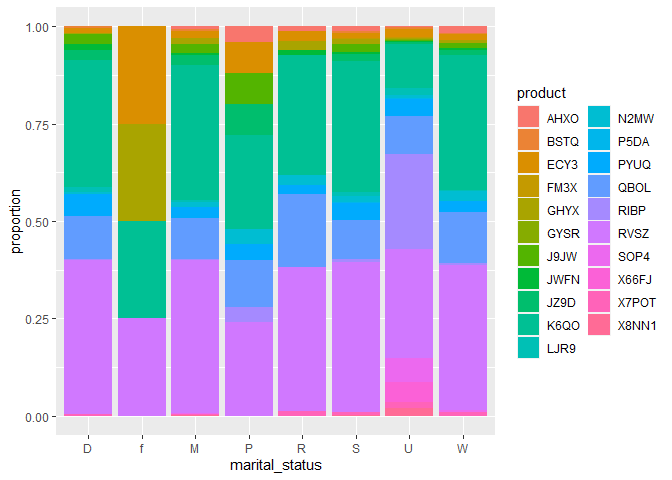 1.00
0.75
0.50
0.25
0.00
proportion
D f M P R S U W
marital_status
product
AHXO
BSTQ
ECY3
FM3X
GHYX
GYSR
J9JW
JWFN
JZ9D
K6QO
LJR9
N2MW
P5DA
PYUQ
QBOL
RIBP
RVSZ
SOP4
X66FJ
X7POT
X8NN1